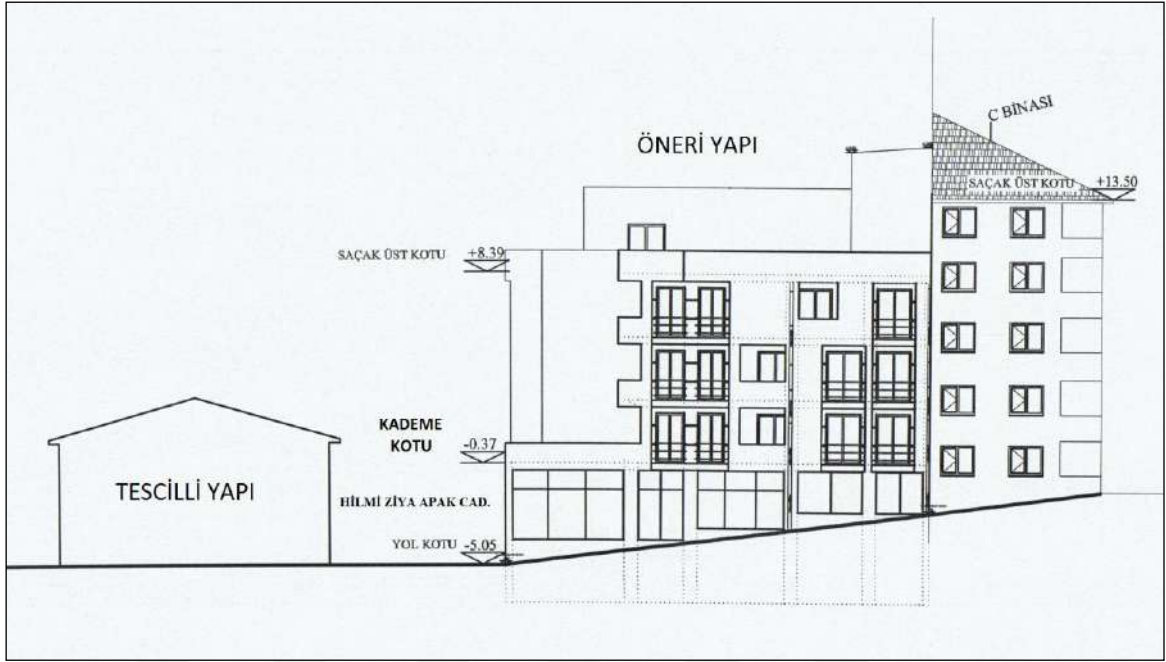 C BİNASI
ÖNERİ YAPI
SAÇAK ÜST KOTU +13.50
SAÇAK ÜST KOTU +8.39
KADEME
KOTU
-0.37
TESCİLLİ YAPI
HİLMİ ZİYA APAK CAD.
YOL KOTU -5.05